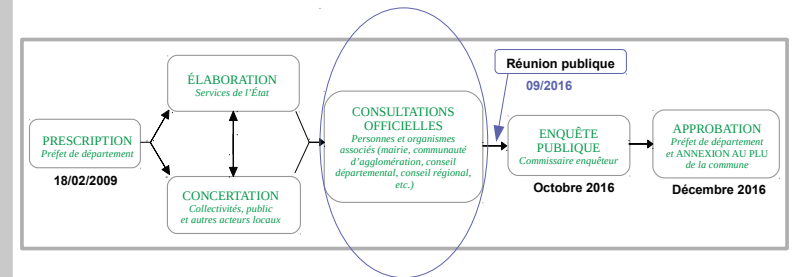 PRESCRIPTION
Préfet de département
18/02/2009
ÉLABORATION
Services de l'État
CONCERTATION
Collectivités, public
et autres acteurs locaux
CONSULTATIONS
OFFICIELLES
Personnes et organismes
associés (mairie, communauté
d'agglomération, conseil
départemental, conseil régional,
etc.)
Réunion publique
09/2016
ENQUÊTE
PUBLIQUE
Commissaire enquêteur
Octobre 2016
APPROBATION
Préfet de département
et ANNEXION AU PLU
de la commune
Décembre 2016